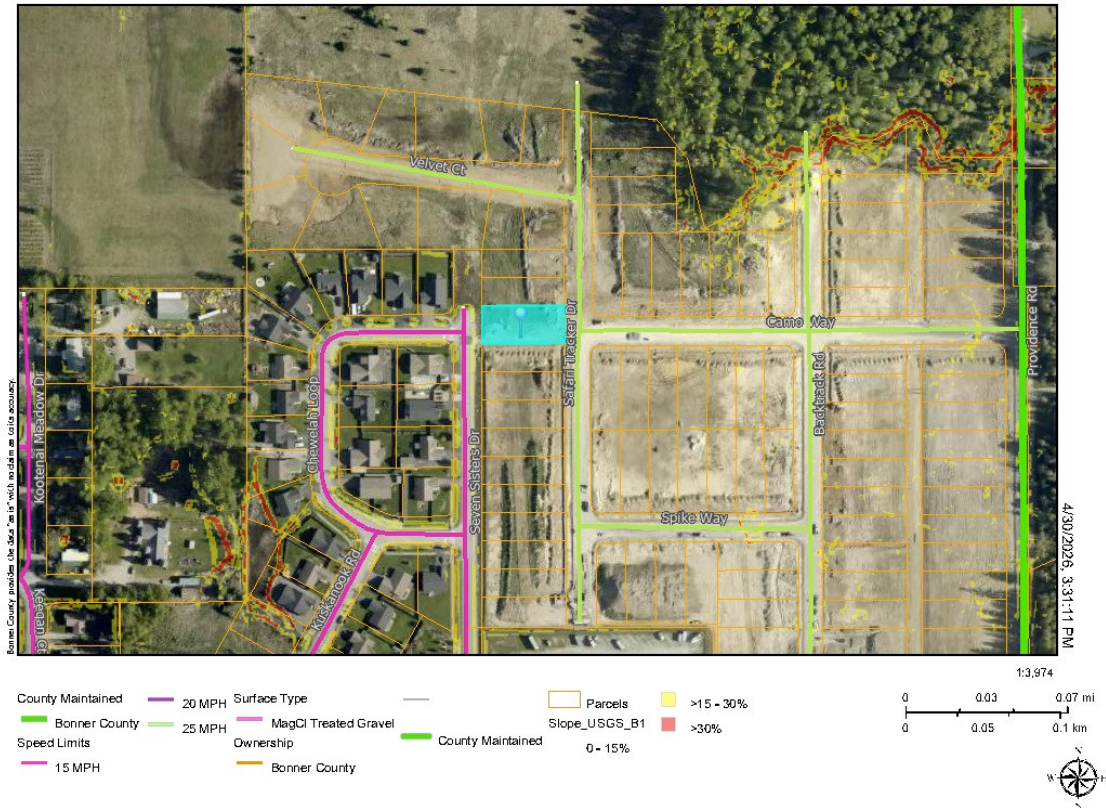 Velvet Ct
Camo Way
Safari Tracker Dr
Providence Rd
Backtrack Rd
Kootenai Meadow Dr
Chewelah Loop
Seven Sisters Dr
Spike Way
Kuskanook Rd
Bonner County provides the data "as is" with no claim as to its accuracy.
4/30/2026, 3:31:11 PM
1:3,974
County Maintained
Bonner County
Speed Limits
15 MPH
20 MPH
25 MPH
Surface Type
MagCl Treated Gravel
Ownership
Bonner County
County Maintained
Parcels
Slope_USGS_B1
0 - 15%
>15 - 30%
>30%
0 0.03 0.07 mi
0 0.05 0.1 km
N
W E